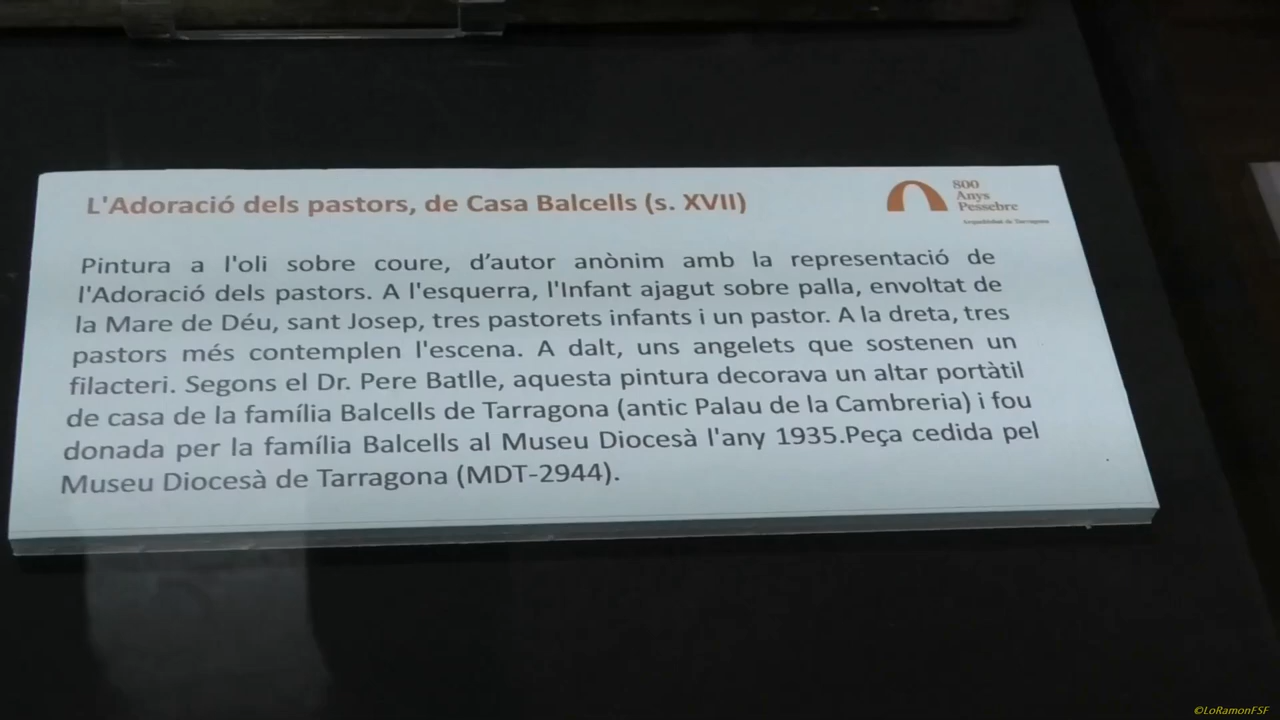 L'Adoració dels pastors, de Casa Balcells (s. XVII)
800
Anys
Pessebre
Arquebisbat de Tarragona
Pintura a l'oli sobre coure, d’autor anònim amb la representació de
l'Adoració dels pastors. A l'esquerra, l'Infant ajagut sobre palla, envoltat de
la Mare de Déu, sant Josep, tres pastorets infants i un pastor. A la dreta, tres
pastors més contemplen l'escena. A dalt, uns angelets que sostenen un
filacteri. Segons el Dr. Pere Batlle, aquesta pintura decorava un altar portàtil
de casa de la família Balcells de Tarragona (antic Palau de la Cambreria) i fou
donada per la família Balcells al Museu Diocesà l'any 1935.Peça cedida pel
Museu Diocesà de Tarragona (MDT-2944).
©LoRamonFSF